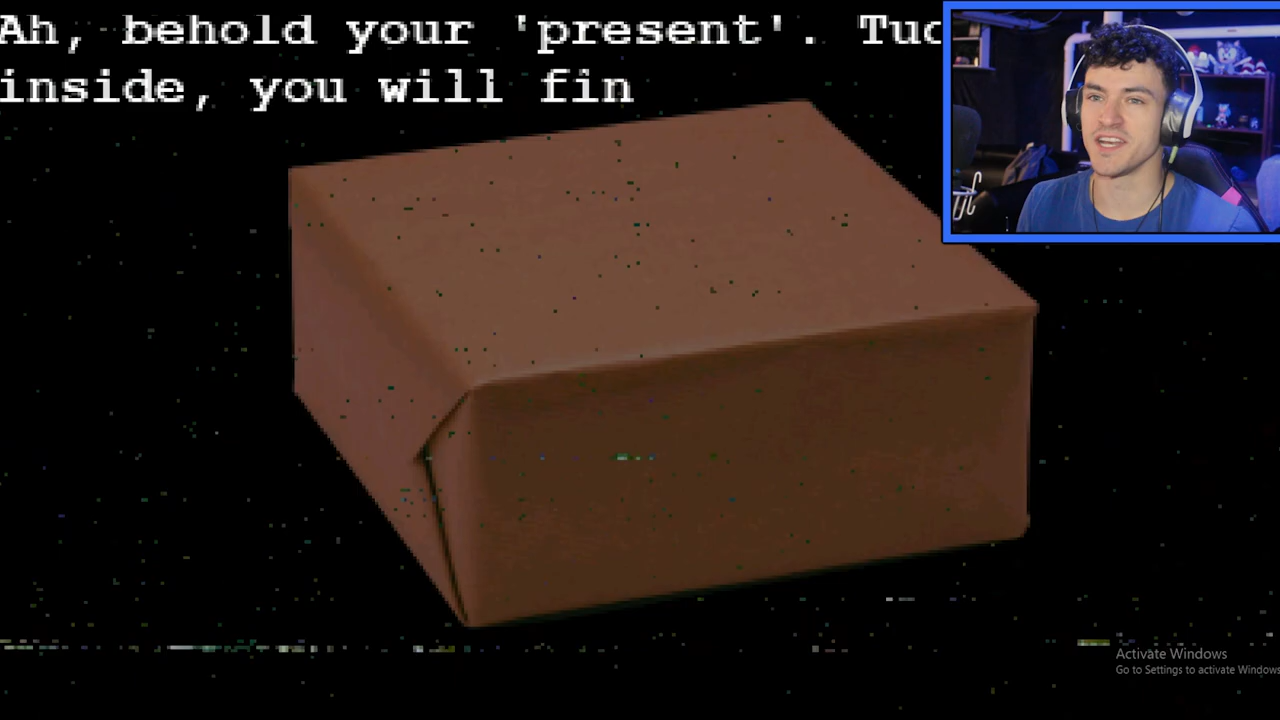 Ah, behold your 'present'. Tuc
inside, you will fin
Activate Windows
Go to Settings to activate Windows